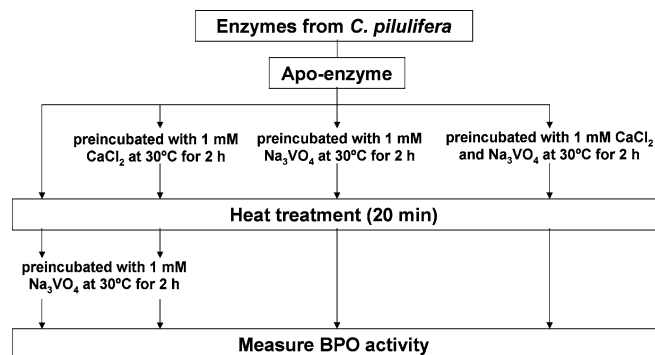 Enzymes from C. pilulifera
Apo-enzyme
preincubated with 1 mM
CaCl₂ at 30ºC for 2 h
preincubated with 1 mM
Na₃VO₄ at 30ºC for 2 h
preincubated with 1 mM CaCl₂
and Na₃VO₄ at 30ºC for 2 h
Heat treatment (20 min)
preincubated with 1 mM
Na₃VO₄ at 30ºC for 2 h
Measure BPO activity